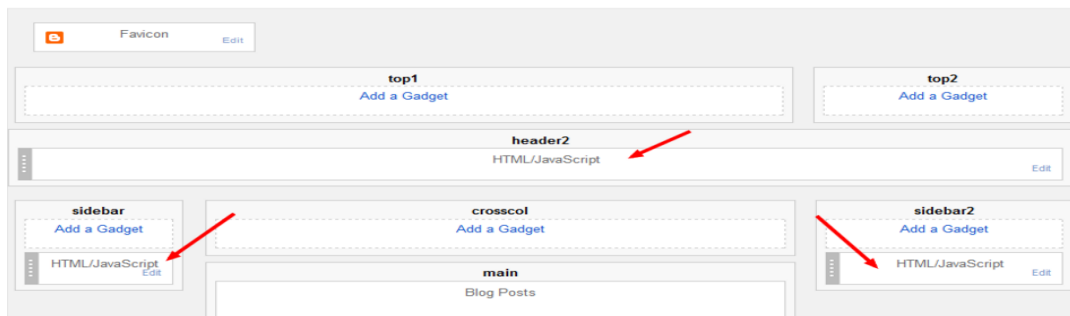 Favicon
Edit
top1
Add a Gadget
top2
Add a Gadget
header2
HTML/JavaScript
Edit
sidebar
Add a Gadget
HTML/JavaScript
Edit
crosscol
Add a Gadget
main
Blog Posts
sidebar2
Add a Gadget
HTML/JavaScript
Edit